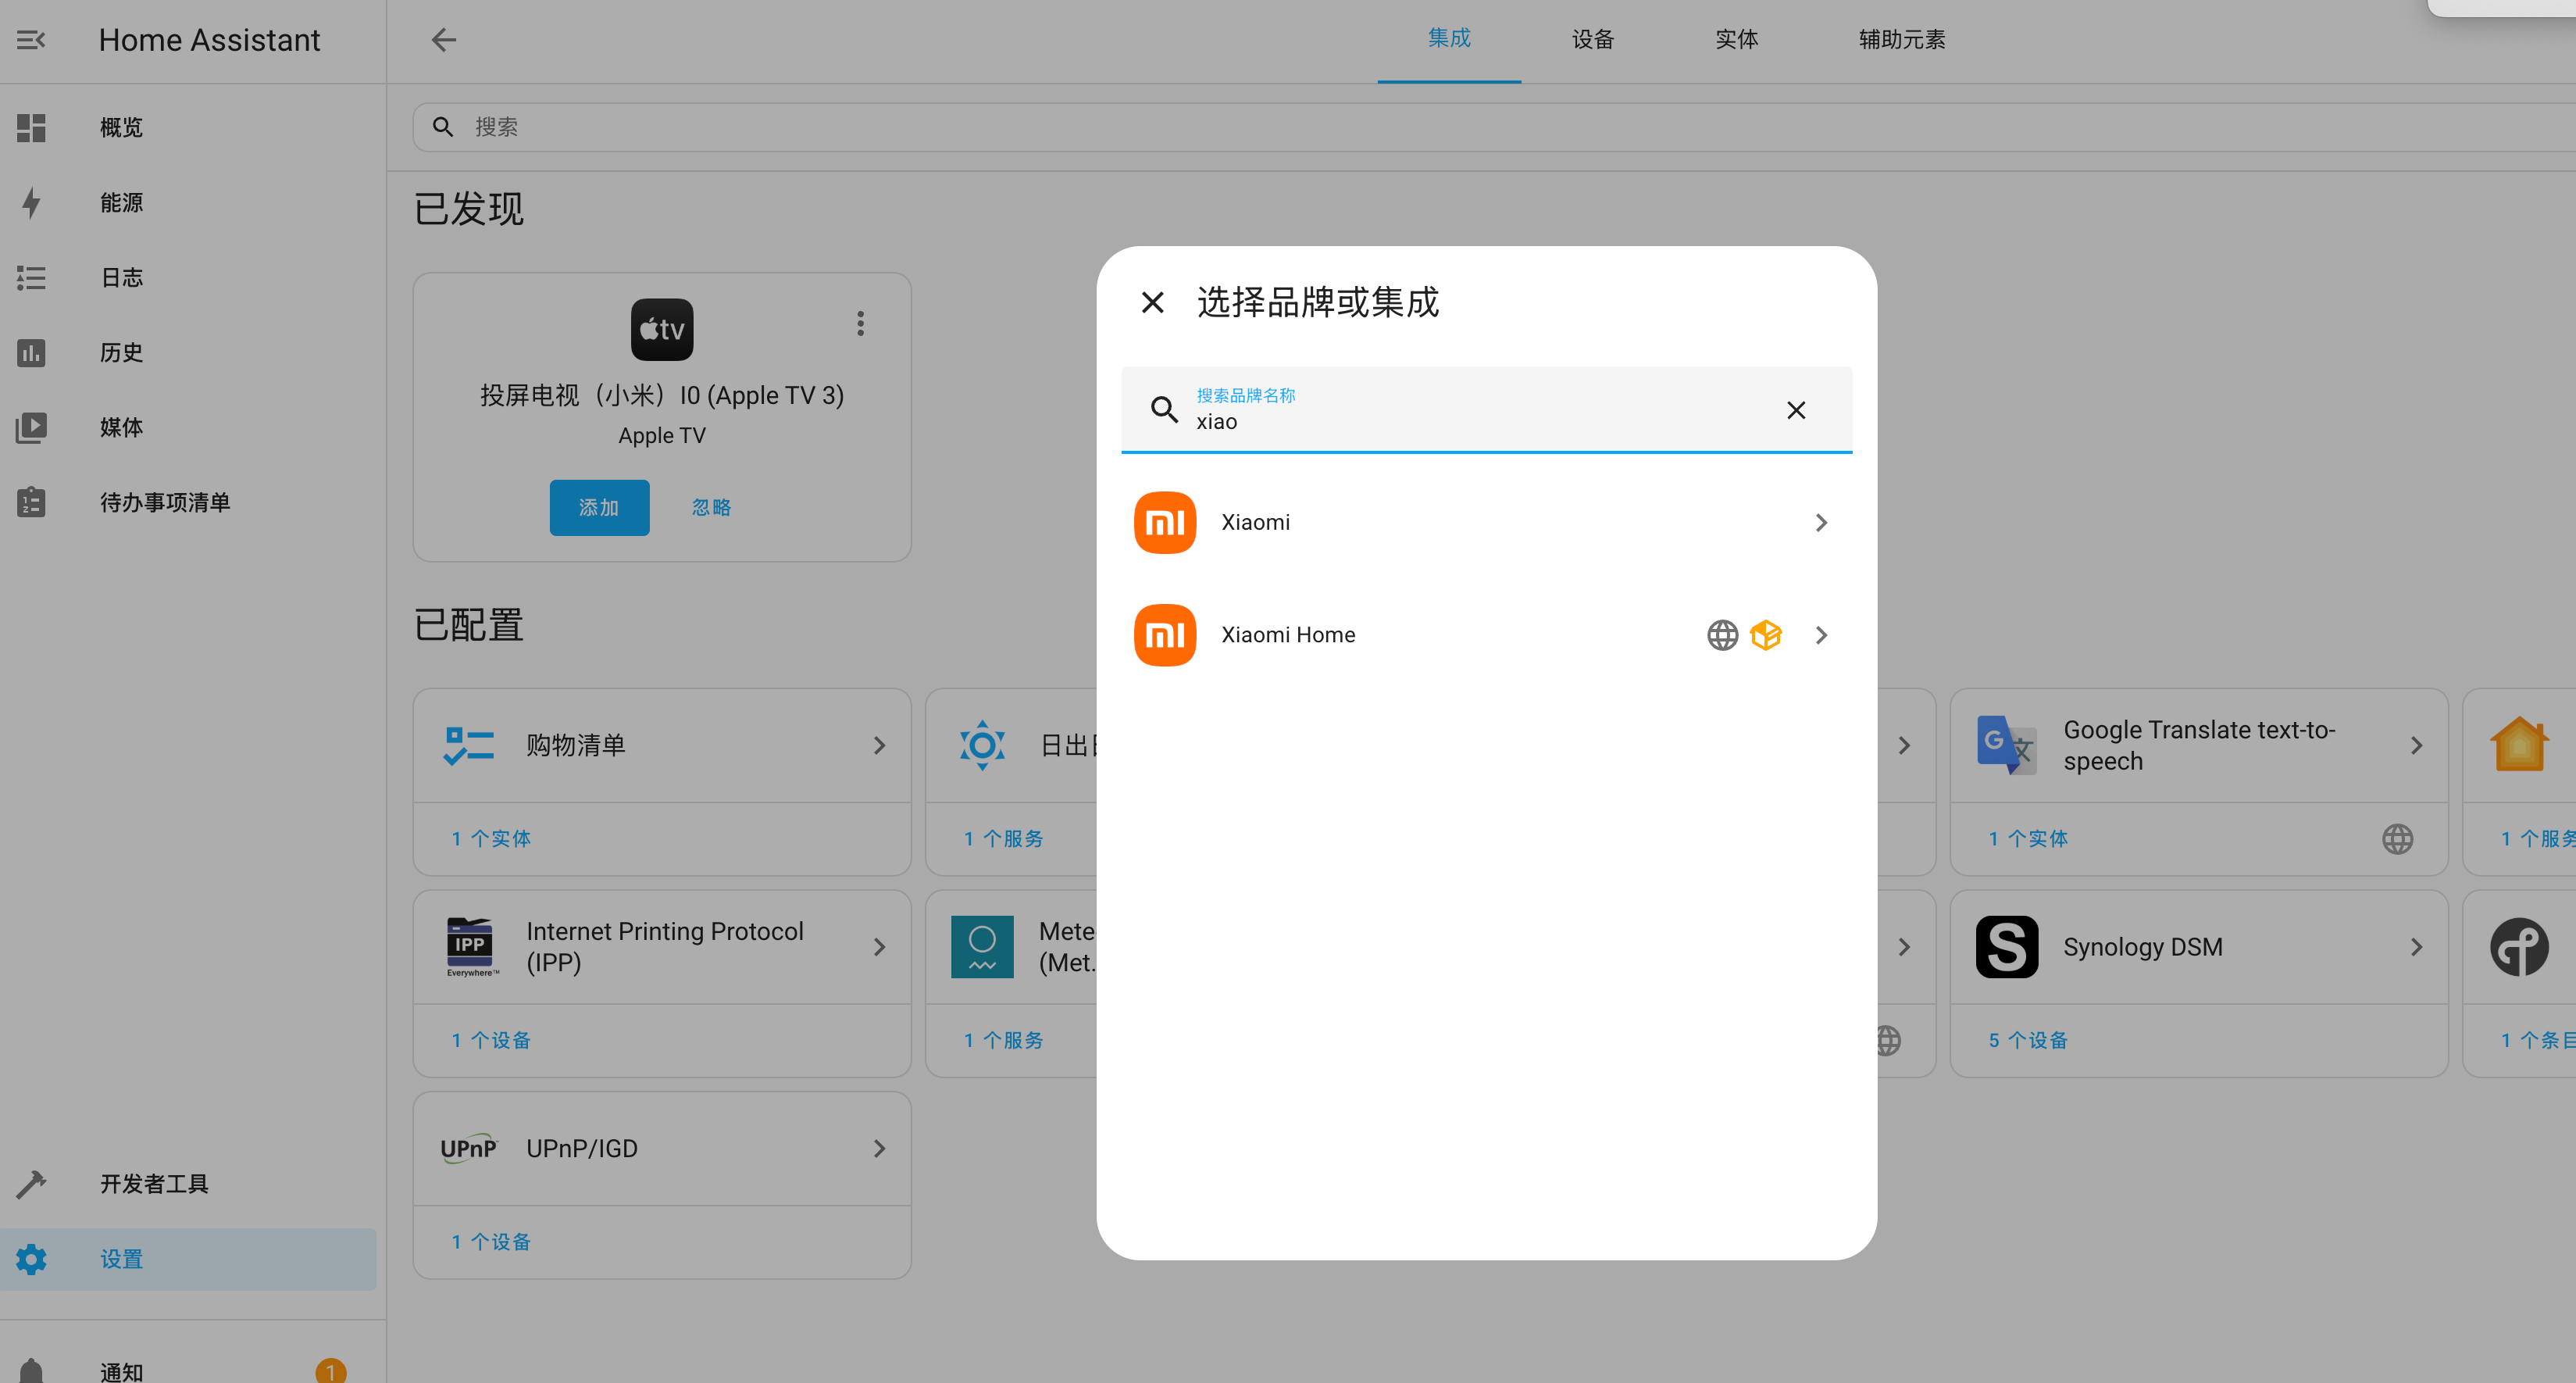 Home Assistant
集成
设备
实体
辅助元素
概览
能源
日志
历史
媒体
待办事项清单
开发者工具
设置
通知
1
搜索
已发现
tv
投屏电视（小米）I0 (Apple TV 3)
Apple TV
添加
忽略
已配置
购物清单
1 个实体
日出
1 个服务
Google Translate text-to-
speech
1 个实体
1 个服务
IPP
Everywhere™
Internet Printing Protocol
(IPP)
1 个设备
Mete
(Met.
1 个服务
Synology DSM
5 个设备
1 个条目
UPnP
UPnP/IGD
1 个设备
选择品牌或集成
搜索品牌名称
xiao
Xiaomi
Xiaomi Home